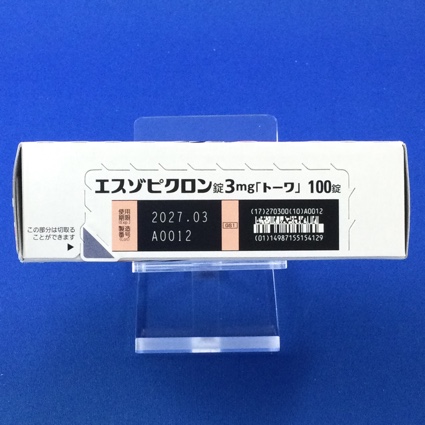 エスゾピクロン錠3mg「トーワ」 100錠
使用期限 2027.03
製造番号 A0012
(17)270300(10)A0012
(01)14987155154129
この部分は切取る
ことができます